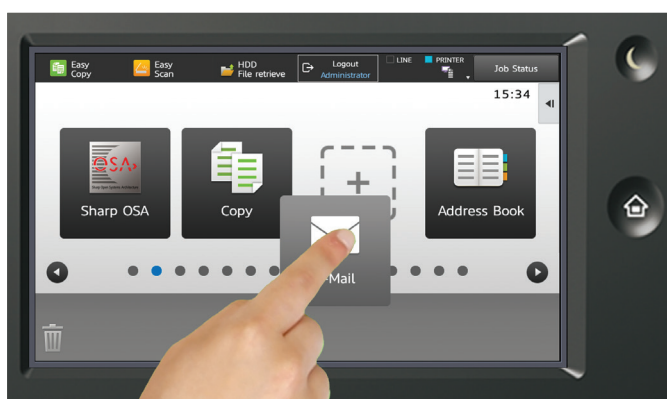 Easy
Copy
Easy
Scan
HDD
File retrieve
Logout
Administrator
LINE
PRINTER
Job Status
15:34
OSA
Sharp OSA
Copy
Address Book
-Mail